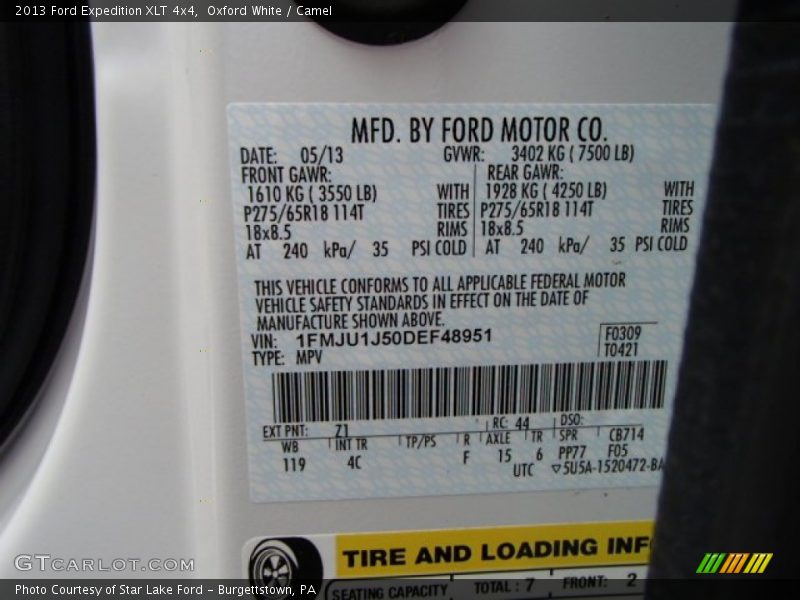 2013 Ford Expedition XLT 4x4,  Oxford White / Camel
MFD. BY FORD MOTOR CO.
DATE: 05/13 GVWR: 3402 KG ( 7500 LB)
FRONT GAWR: REAR GAWR:
1610 KG ( 3550 LB) WITH 1928 KG ( 4250 LB) WITH
P275/65R18 114T TIRES P275/65R18 114T TIRES
18x8.5 RIMS 18x8.5 RIMS
AT 240 kPa/ 35 PSI COLD AT 240 kPa/ 35 PSI COLD
THIS VEHICLE CONFORMS TO ALL APPLICABLE FEDERAL MOTOR
VEHICLE SAFETY STANDARDS IN EFFECT ON THE DATE OF
MANUFACTURE SHOWN ABOVE.
VIN: 1FMJU1J50DEF48951 F0309
TYPE: MPV T0421
EXT PNT: Z1 RC: 44 DSO:
WB INT TR TP/PS R AXLE TR SPR CB714
119 4C F 15 6 PP77 F05
UTC ▽5U5A-1520472-BA
TIRE AND LOADING INF
SEATING CAPACITY TOTAL : 7 FRONT: 2
GTCARLOT.COM
Photo Courtesy of Star Lake Ford – Burgettstown, PA